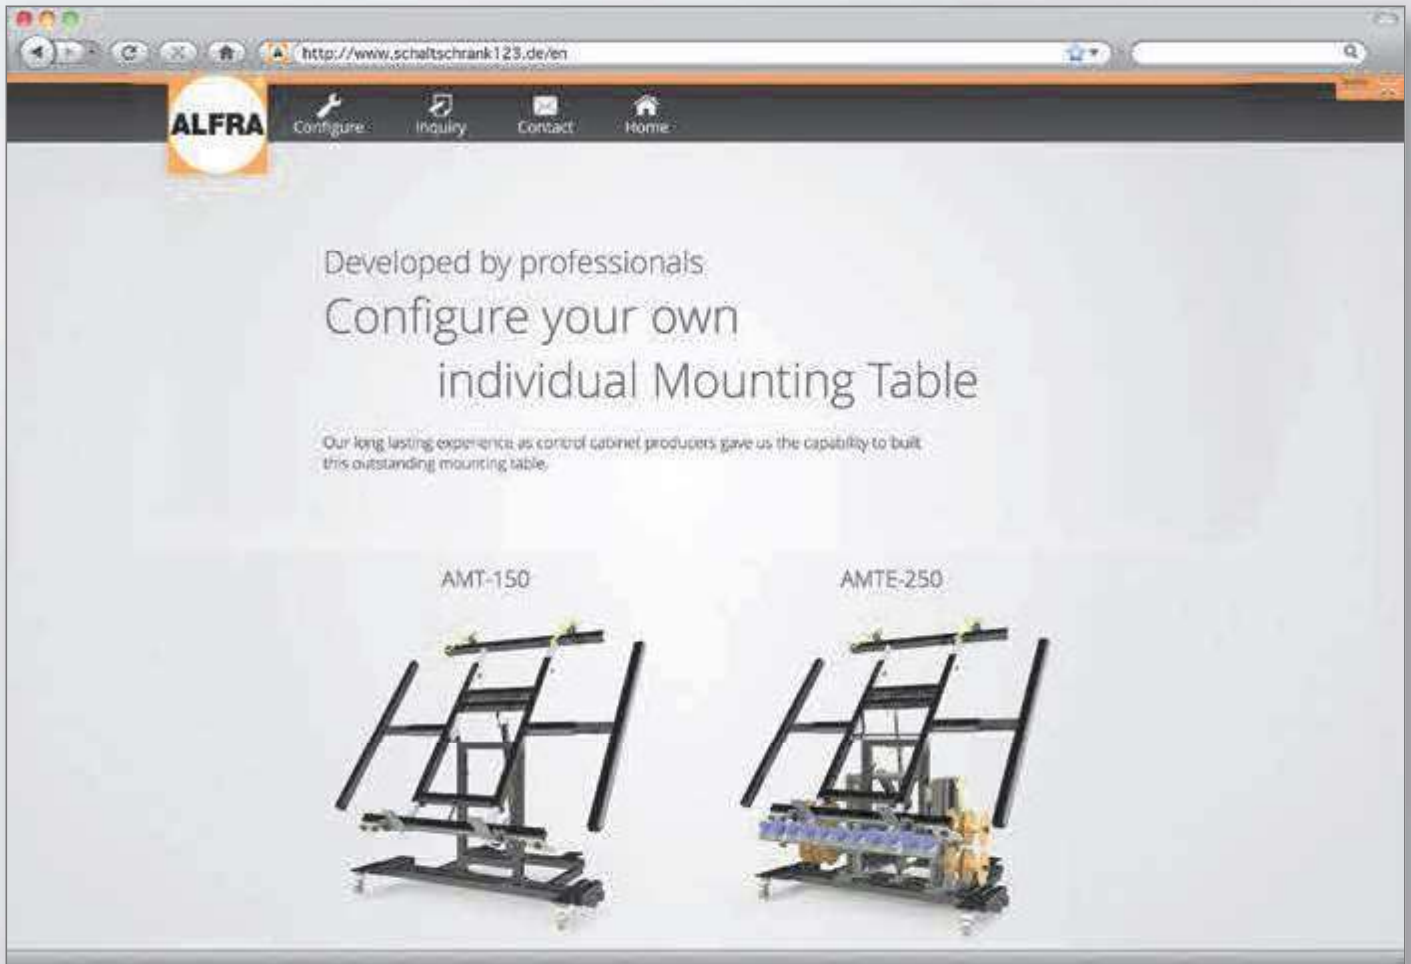 http://www.schaltschrank123.de/en
ALFRA
Configure
Inquiry
Contact
Home
Developed by professionals
Configure your own
individual Mounting Table
Our long lasting experience as control cabinet producers gave us the capability to built
this outstanding mounting table.
AMT-150
AMTE-250